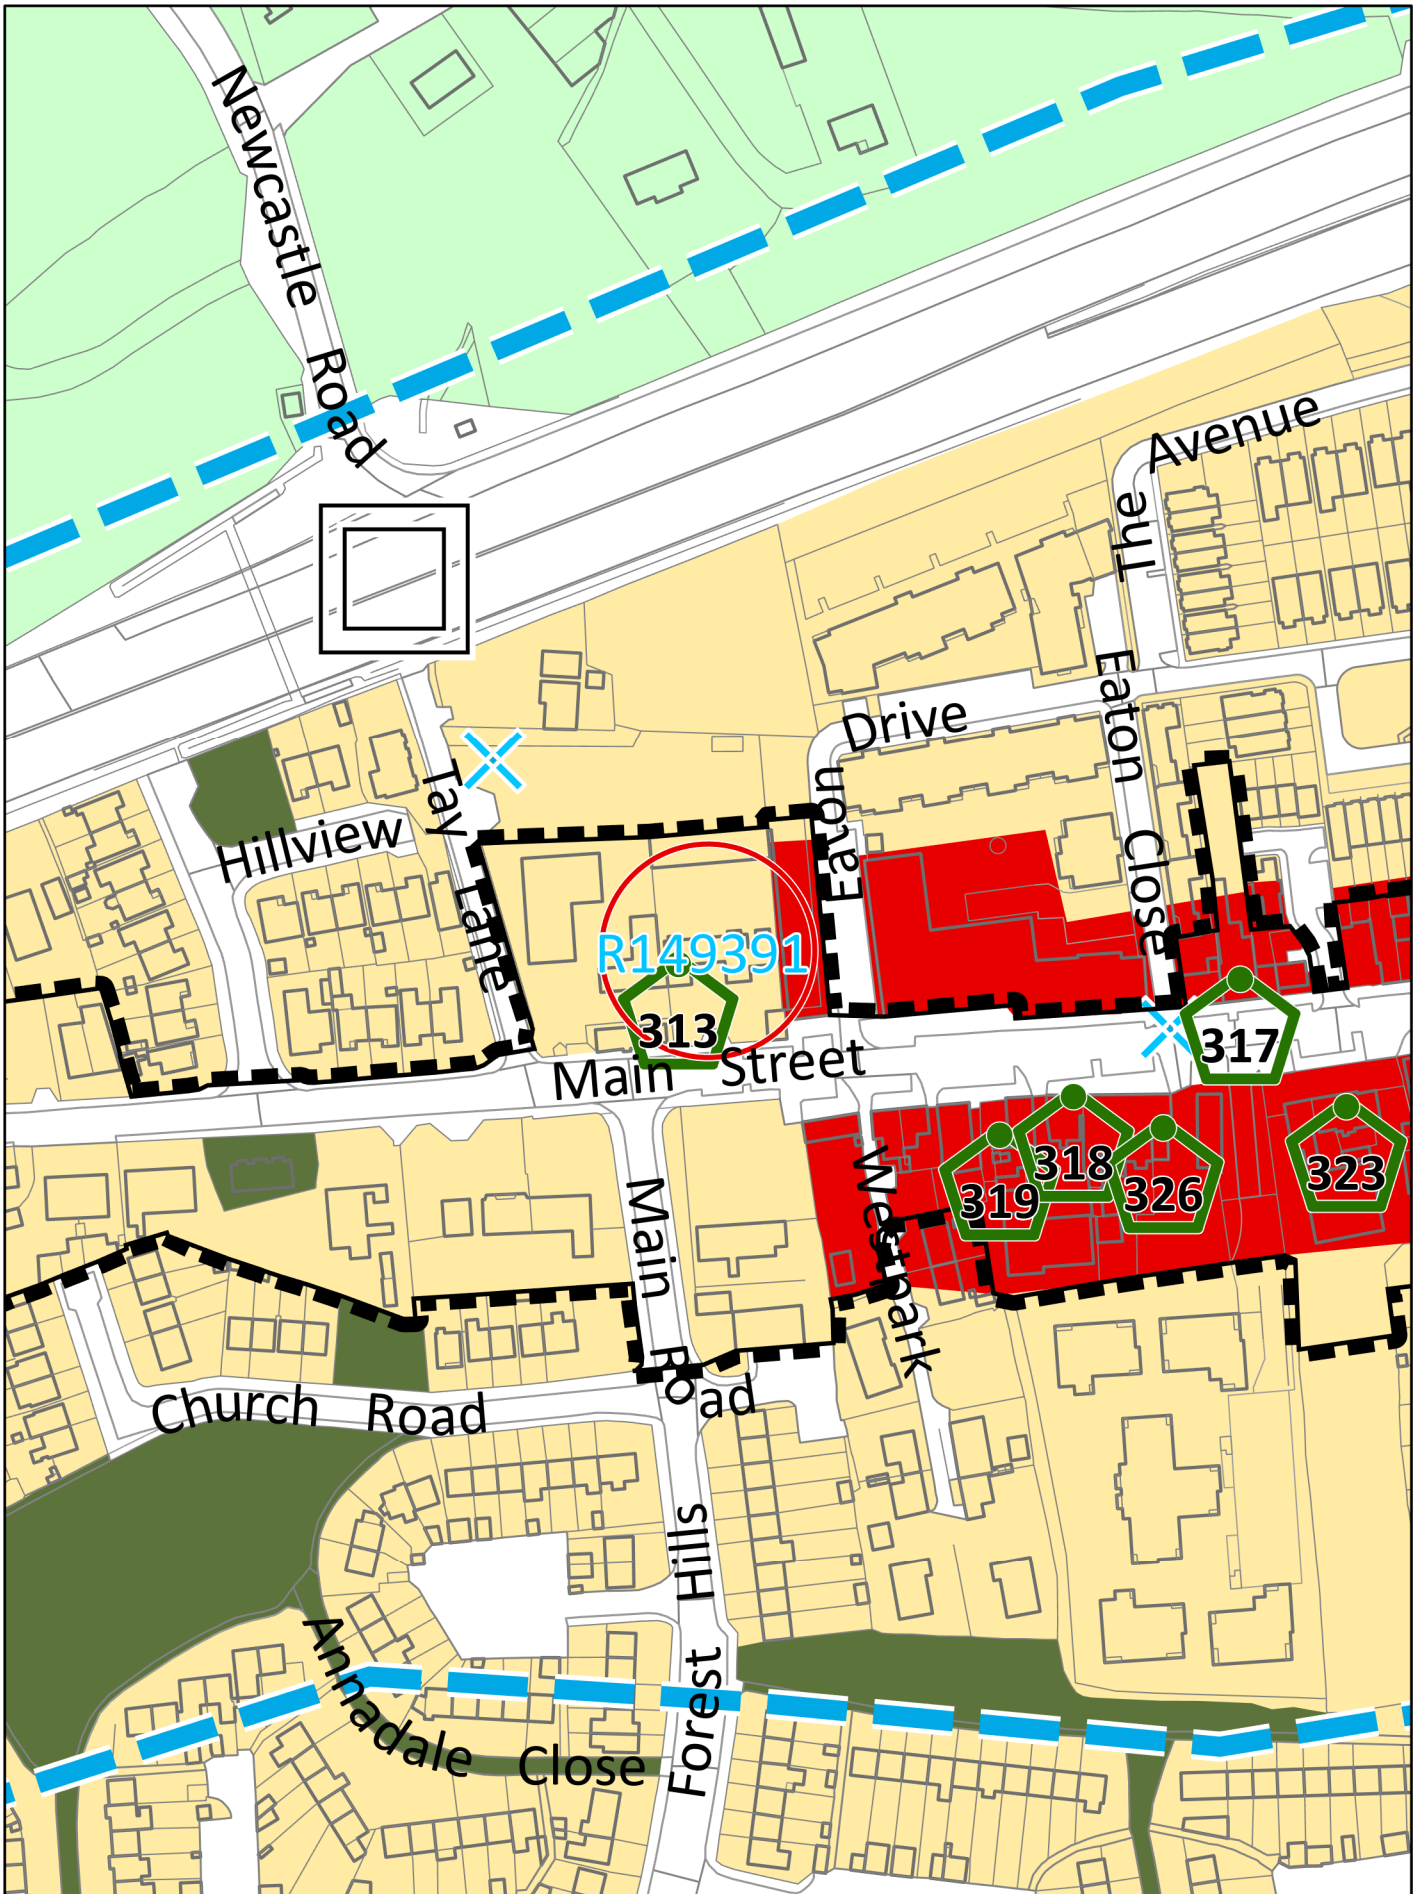 Newcastle
Road
Avenue
The
Eaton
Close
Drive
Eaton
Tay
Lane
Hillview
R149391
313
317
Main Street
318
319
326
323
Westpark
Main
Road
Church Road
Hills
Forest
Annadale
Close